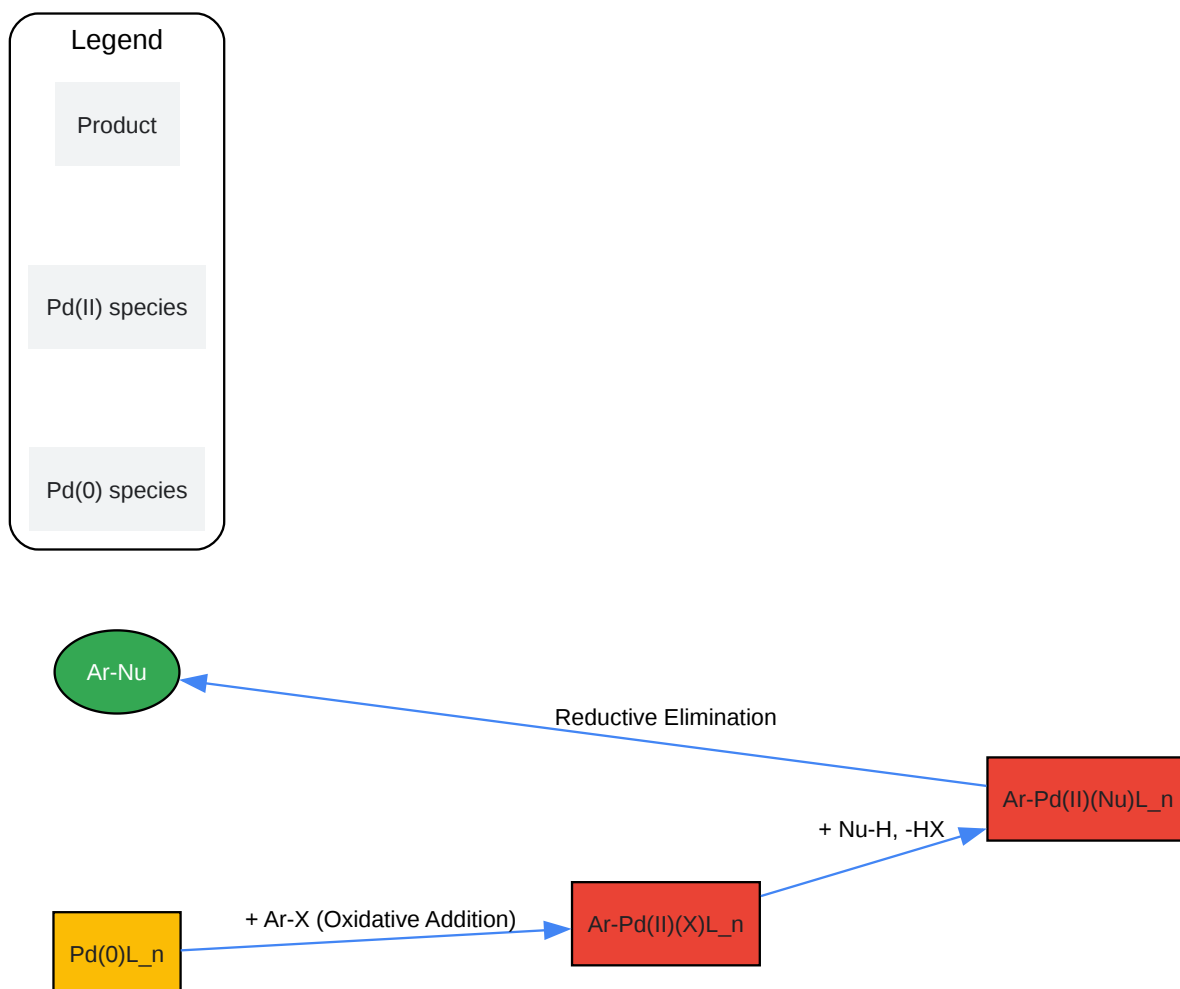 Legend
Product
Pd(II) species
Pd(0) species
Ar-Nu
Reductive Elimination
Ar-Pd(II)(Nu)L_n
+ Nu-H, -HX
+ Ar-X (Oxidative Addition)
Ar-Pd(II)(X)L_n
Pd(0)L_n